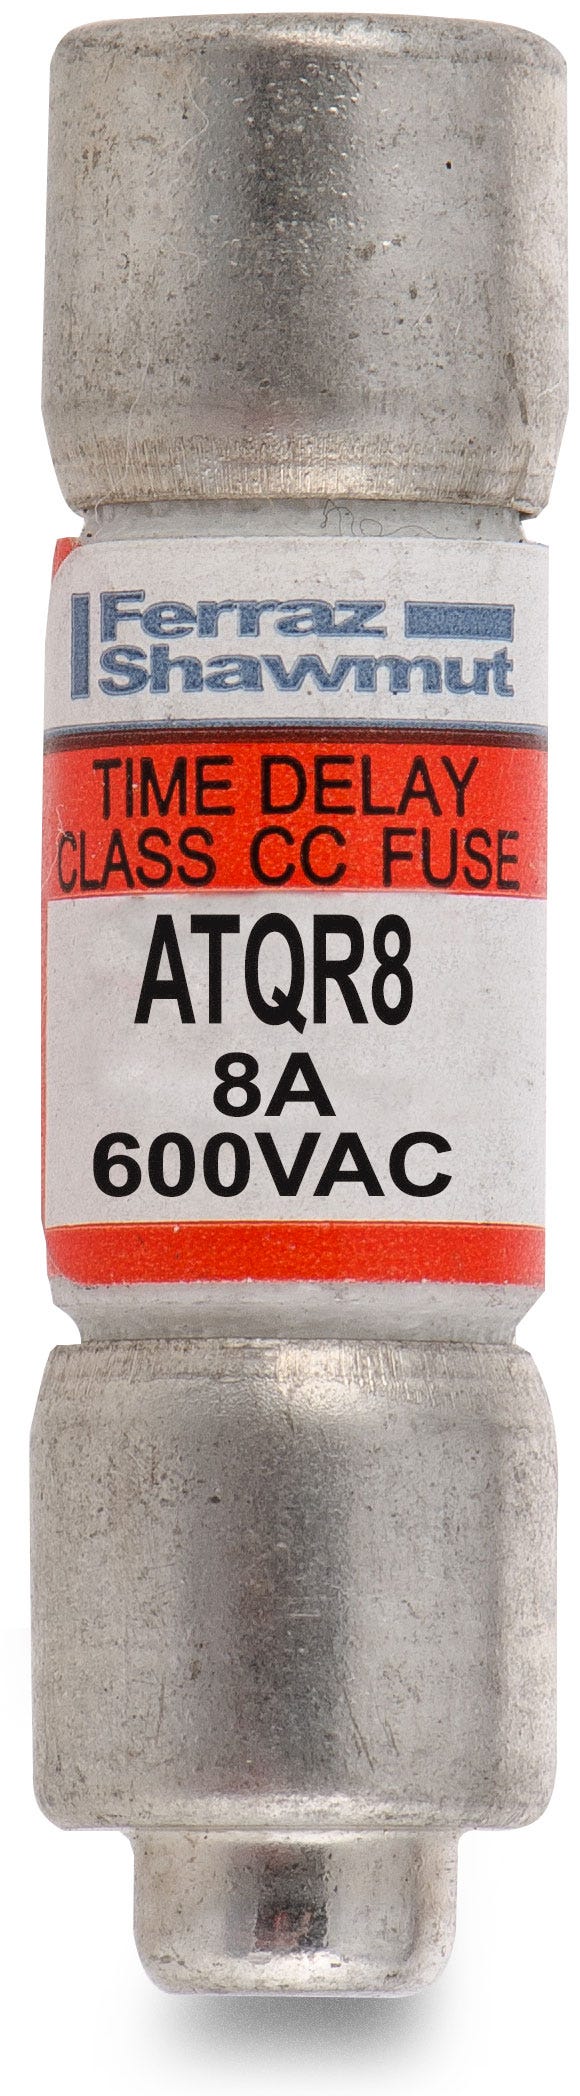 Ferraz
Shawmut
TIME DELAY
CLASS CC FUSE
ATQR8
8A
600VAC